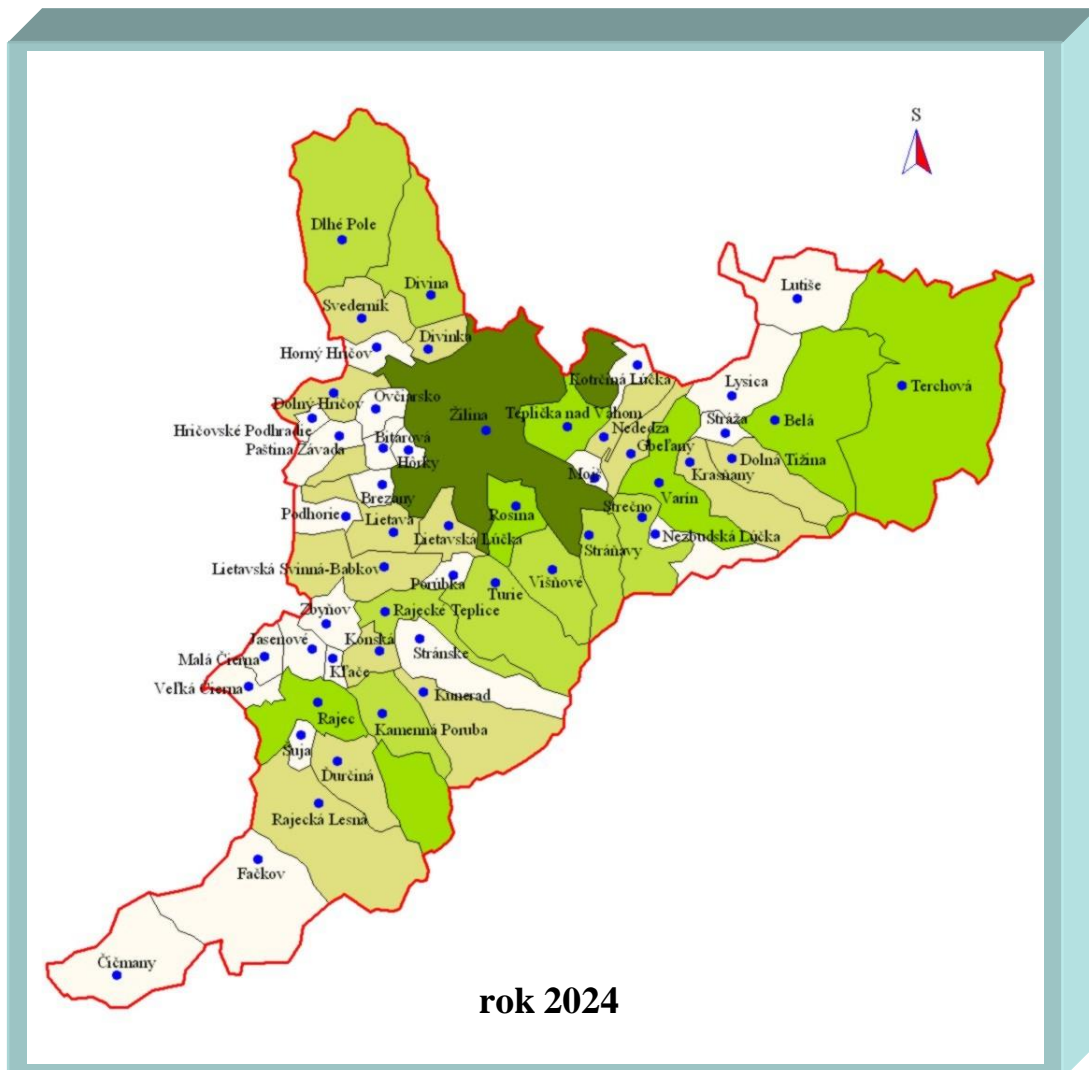 S
Dlhé Pole
Divina
Lutiše
Svederník
Divinka
Horný Hričov
Kotrčiná Lúčka
Lysica
Terchová
Dolný Hričov
Ovčiarsko
Žilina
Teplička nad Váhom
Stráža
Belá
Hričovské Podhradie
Bitarová
Nededza
Paština Závada
Hôrky
Gbeľany
Dolná Tižina
Mojš
Krasňany
Brezany
Varín
Podhorie
Lietava
Rosina
Strečno
Lietavská Lúčka
Stráňavy
Nezbudská Lúčka
Lietavská Svinná-Babkov
Porúbka
Turie
Višňové
Zbyňov
Rajecké Teplice
Jasenové
Konská
Stránske
Malá Čierna
Kľače
Veľká Čierna
Kunerad
Rajec
Kamenná Poruba
Šuja
Ďurčiná
Rajecká Lesná
Fačkov
Čičmany
rok 2024